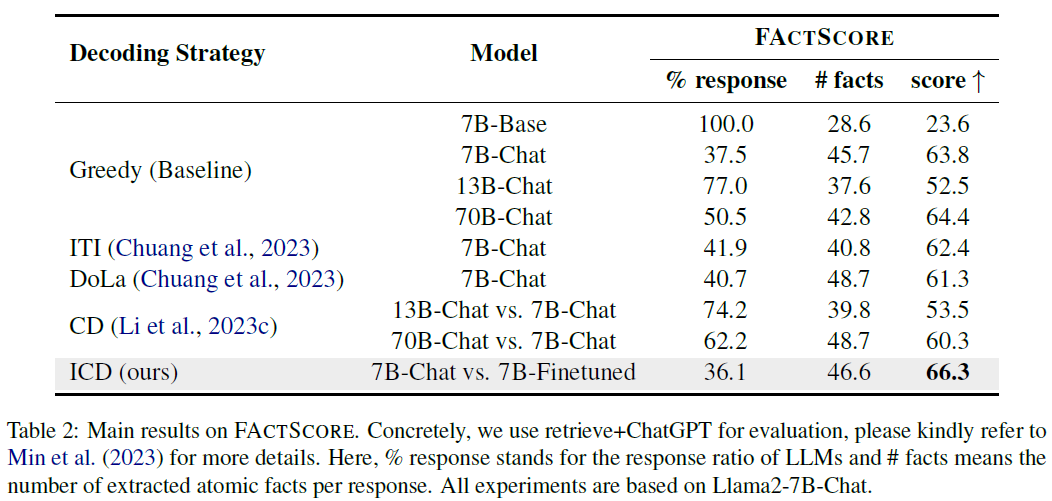 Decoding Strategy Model FACTSCORE
% response # facts score ↑
Greedy (Baseline) 7B-Base 100.0 28.6 23.6
7B-Chat 37.5 45.7 63.8
13B-Chat 77.0 37.6 52.5
70B-Chat 50.5 42.8 64.4
ITI (Chuang et al., 2023) 7B-Chat 41.9 40.8 62.4
DoLa (Chuang et al., 2023) 7B-Chat 40.7 48.7 61.3
CD (Li et al., 2023c) 13B-Chat vs. 7B-Chat 74.2 39.8 53.5
70B-Chat vs. 7B-Chat 62.2 48.7 60.3
ICD (ours) 7B-Chat vs. 7B-Finetuned 36.1 46.6 66.3
Table 2: Main results on FACTSCORE. Concretely, we use retrieve+ChatGPT for evaluation, please kindly refer to
Min et al. (2023) for more details. Here, % response stands for the response ratio of LLMs and # facts means the
number of extracted atomic facts per response. All experiments are based on Llama2-7B-Chat.